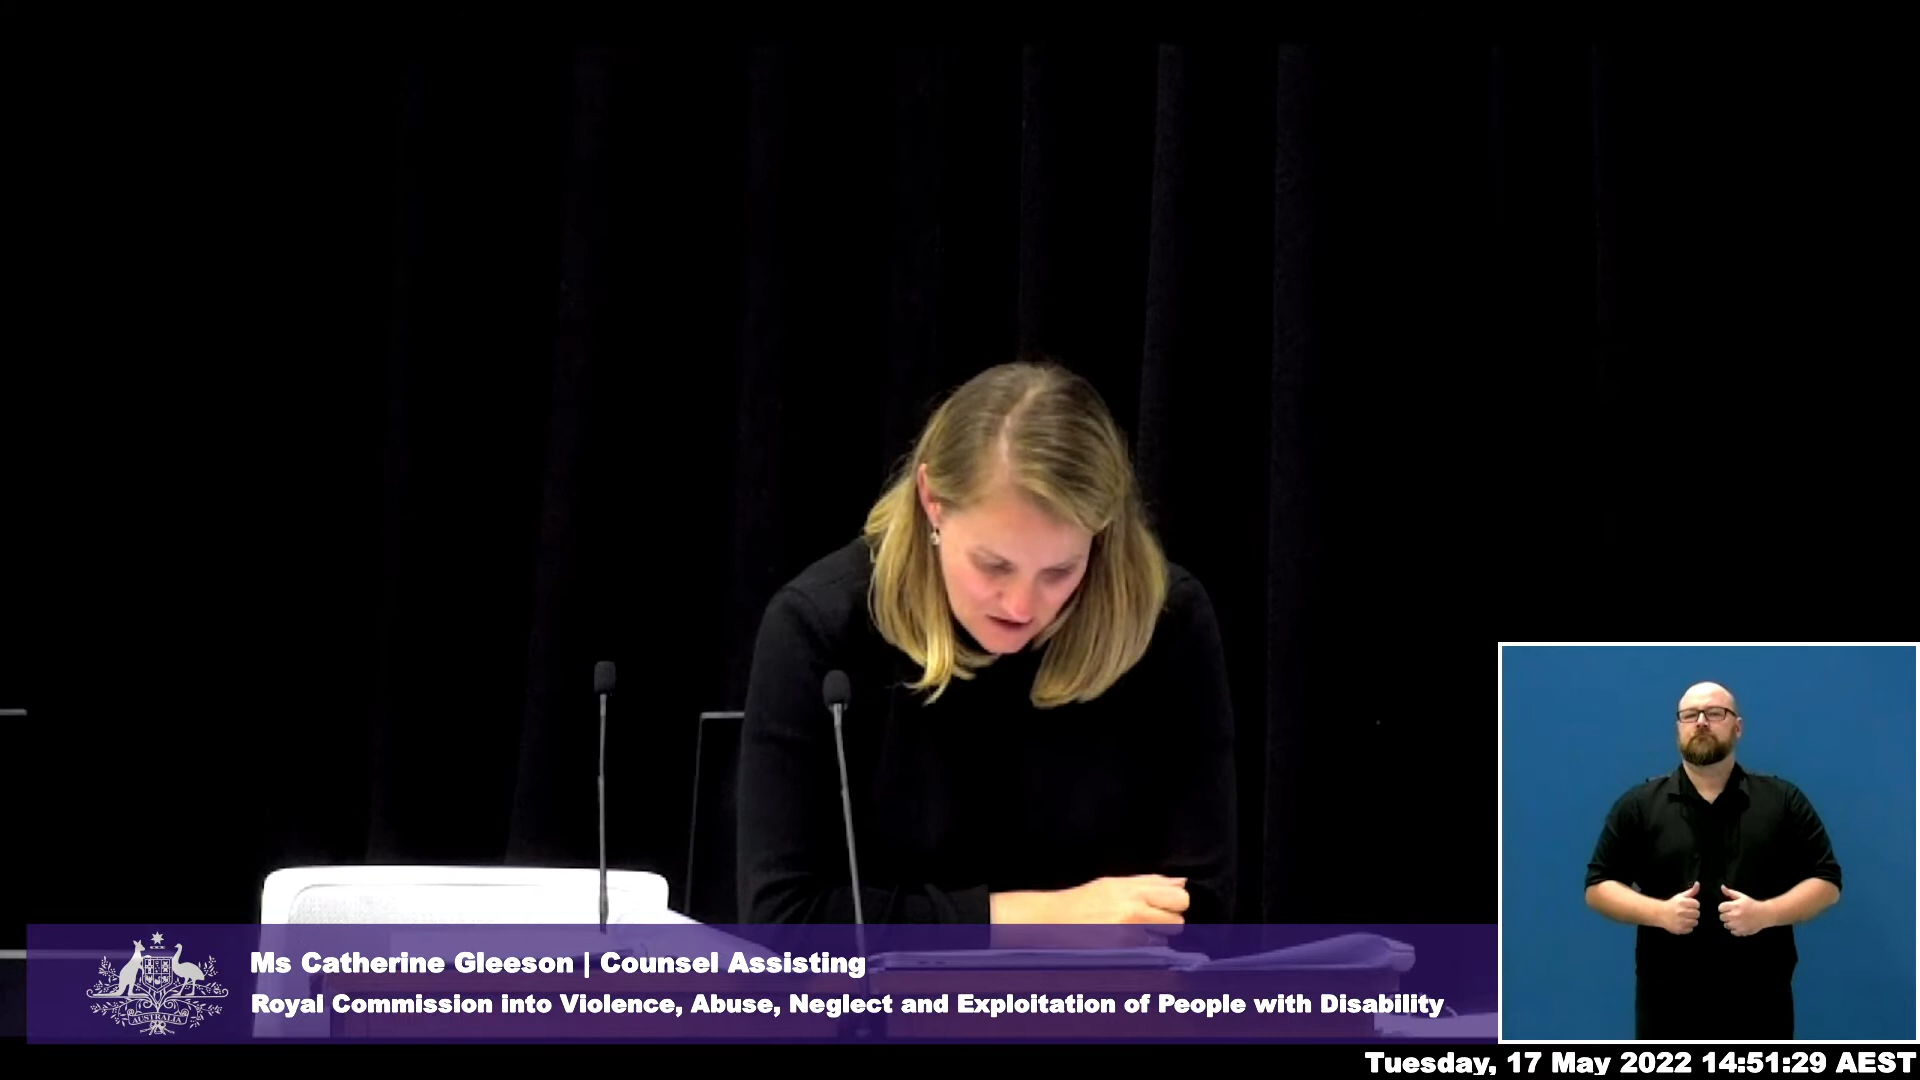 Ms Catherine Gleeson | Counsel Assisting
Royal Commission into Violence, Abuse, Neglect and Exploitation of People with Disability
AUSTRALIA
Tuesday, 17 May 2022 14:51:29 AEST